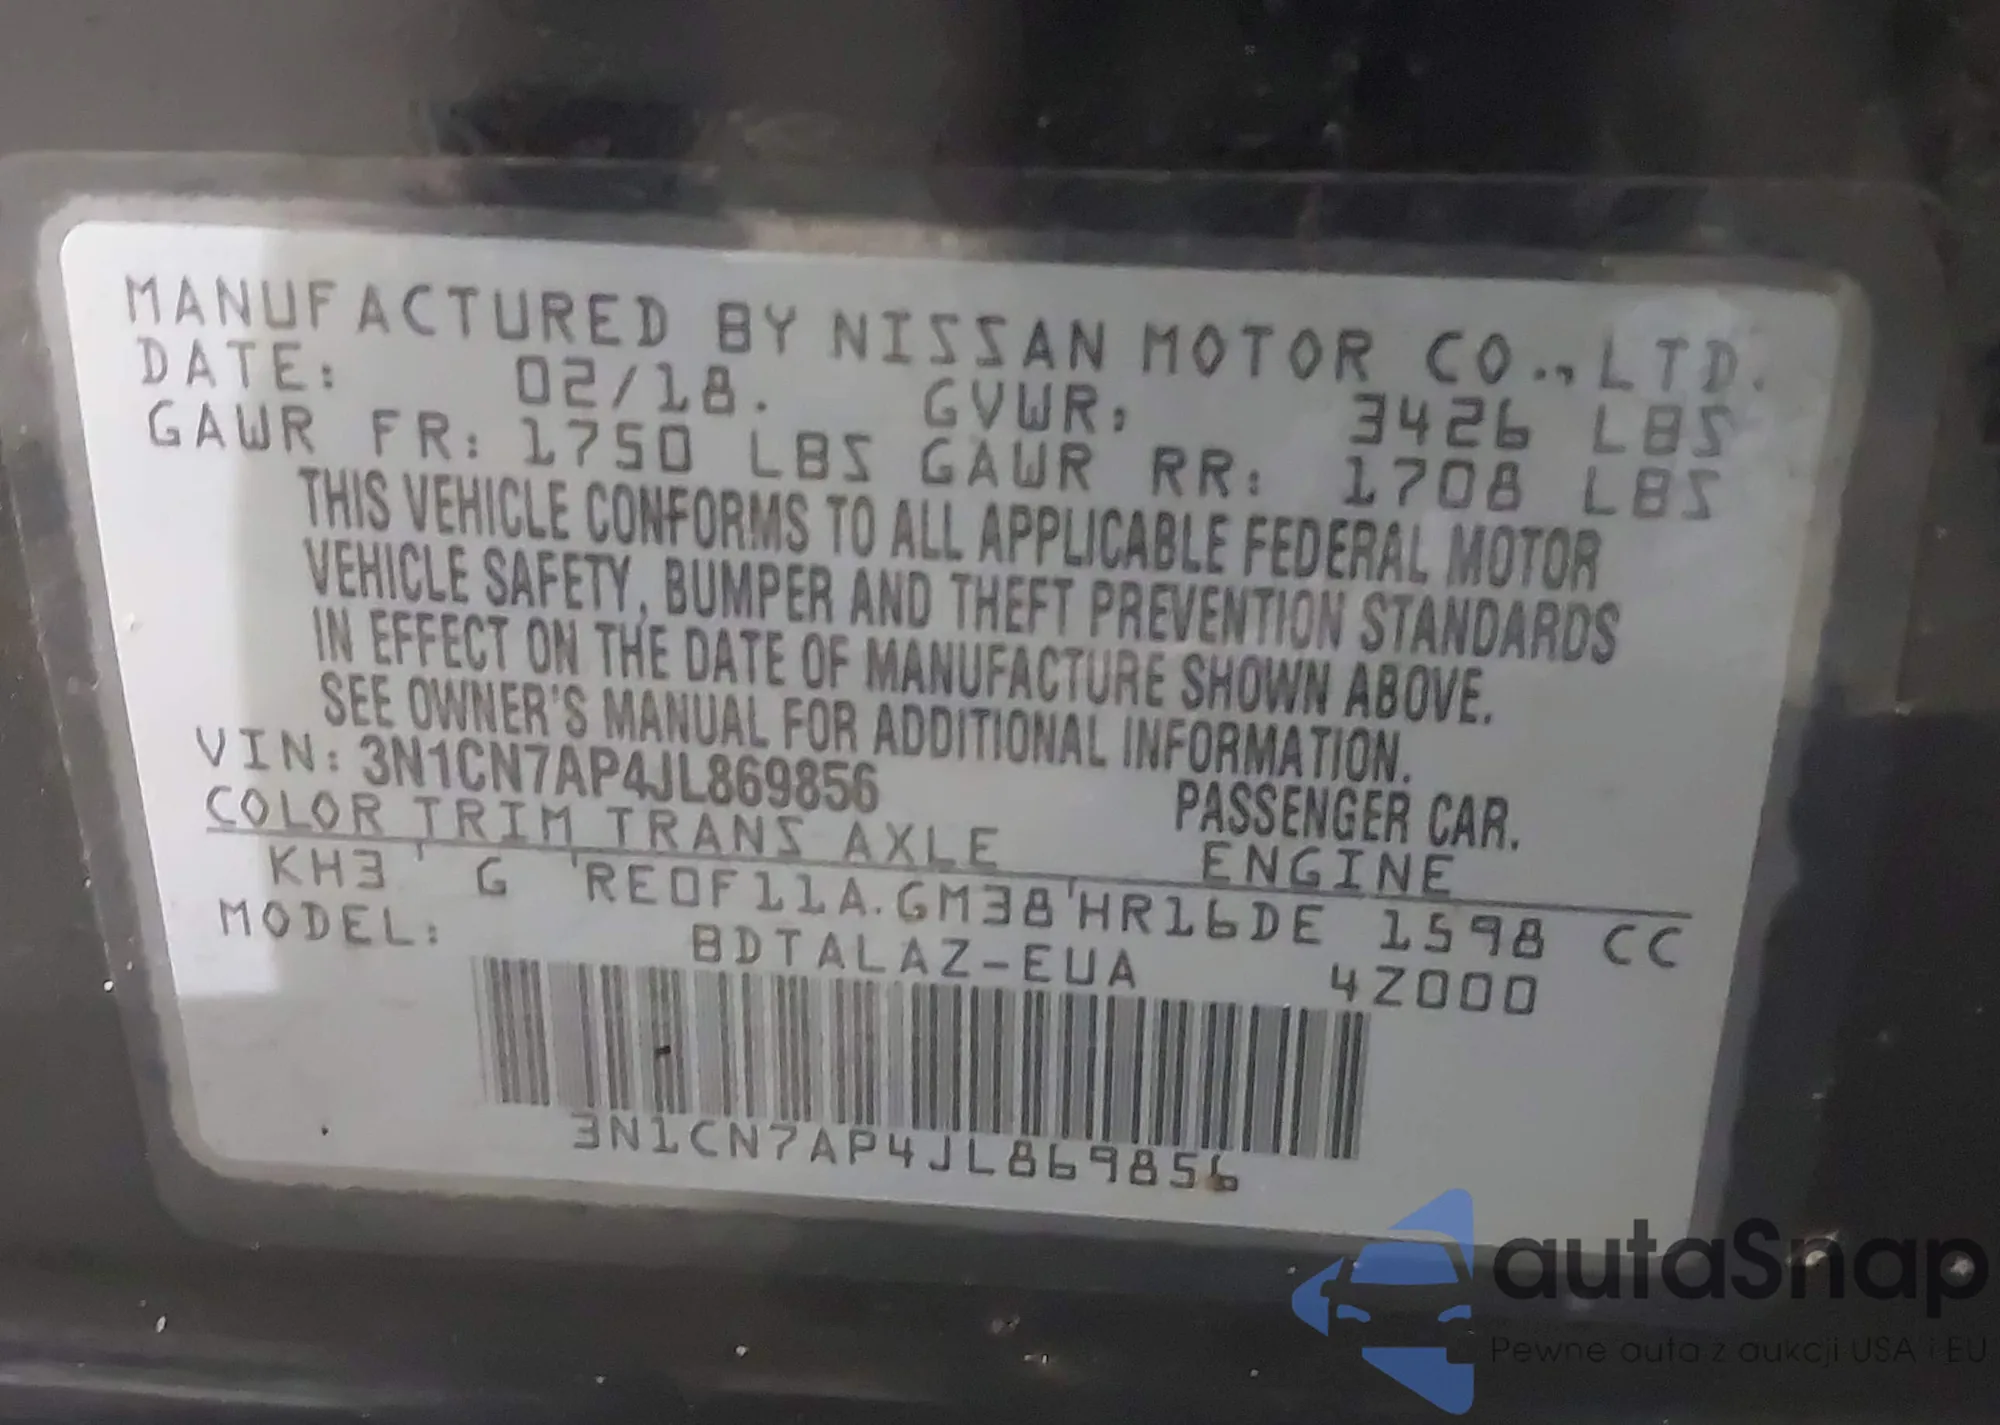 MANUFACTURED BY NISSAN MOTOR CO., LTD.
DATE: 02/18. GVWR: 3426 LBS
GAWR FR: 1750 LBS GAWR RR: 1708 LBS
THIS VEHICLE CONFORMS TO ALL APPLICABLE FEDERAL MOTOR
VEHICLE SAFETY, BUMPER AND THEFT PREVENTION STANDARDS
IN EFFECT ON THE DATE OF MANUFACTURE SHOWN ABOVE.
SEE OWNER'S MANUAL FOR ADDITIONAL INFORMATION.
VIN: 3N1CN7AP4JL869856 PASSENGER CAR.
COLOR TRIM TRANS AXLE ENGINE
KH3 ' G 'RE0F11A.GM38'HR16DE 1598 CC
MODEL: BDTALAZ-EUA 4Z000
3N1CN7AP4JL869856
autaSnap
Pewne auta z aukcji USA i EU